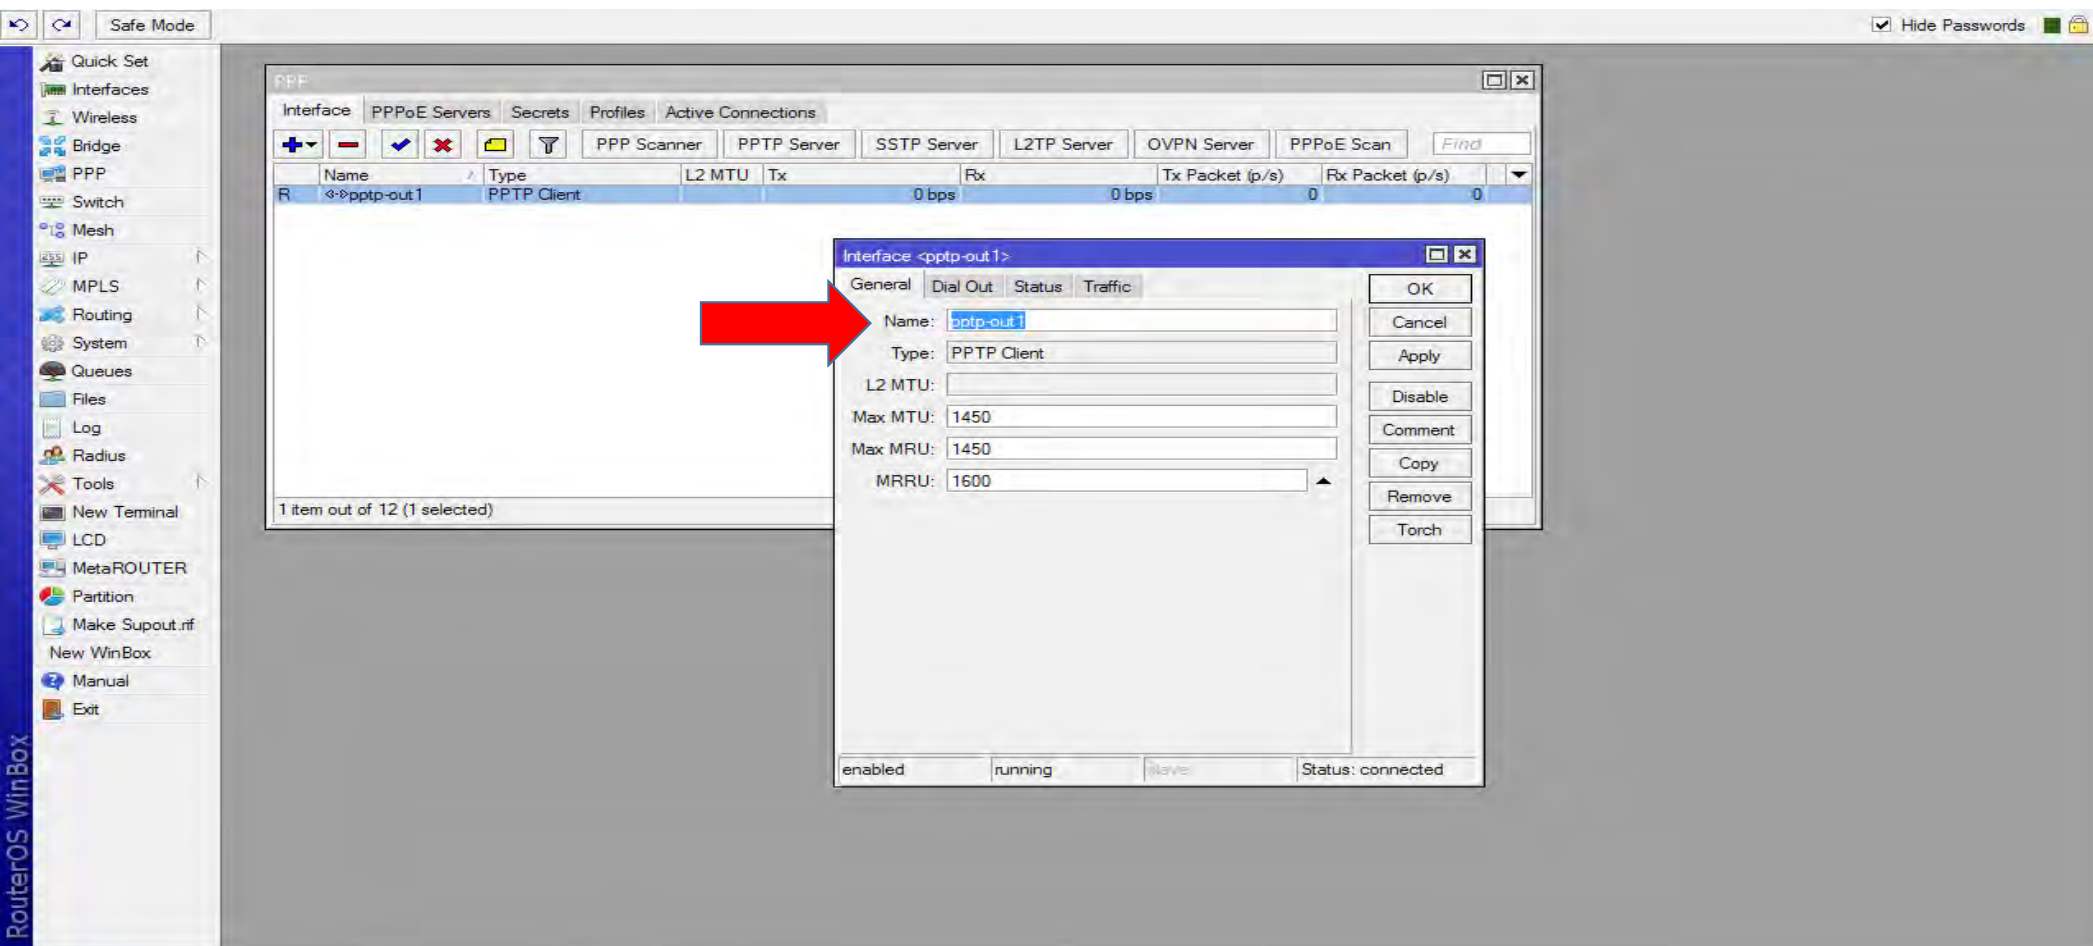 Safe Mode
Hide Passwords
Quick Set
Interfaces
Wireless
Bridge
PPP
Switch
Mesh
IP
MPLS
Routing
System
Queues
Files
Log
Radius
Tools
New Terminal
LCD
MetaROUTER
Partition
Make Supout.rif
New WinBox
Manual
Exit
RouterOS WinBox
PPP
Interface PPPoE Servers Secrets Profiles Active Connections
PPP Scanner PPTP Server SSTP Server L2TP Server OVPN Server PPPoE Scan Find
Name Type L2 MTU Tx Rx Tx Packet (p/s) Rx Packet (p/s)
R pptp-out1 PPTP Client 0 bps 0 bps 0 0
1 item out of 12 (1 selected)
Interface <pptp-out1>
General Dial Out Status Traffic
Name: pptp-out1
Type: PPTP Client
L2 MTU:
Max MTU: 1450
Max MRU: 1450
MRRU: 1600
OK
Cancel
Apply
Disable
Comment
Copy
Remove
Torch
enabled running slave Status: connected